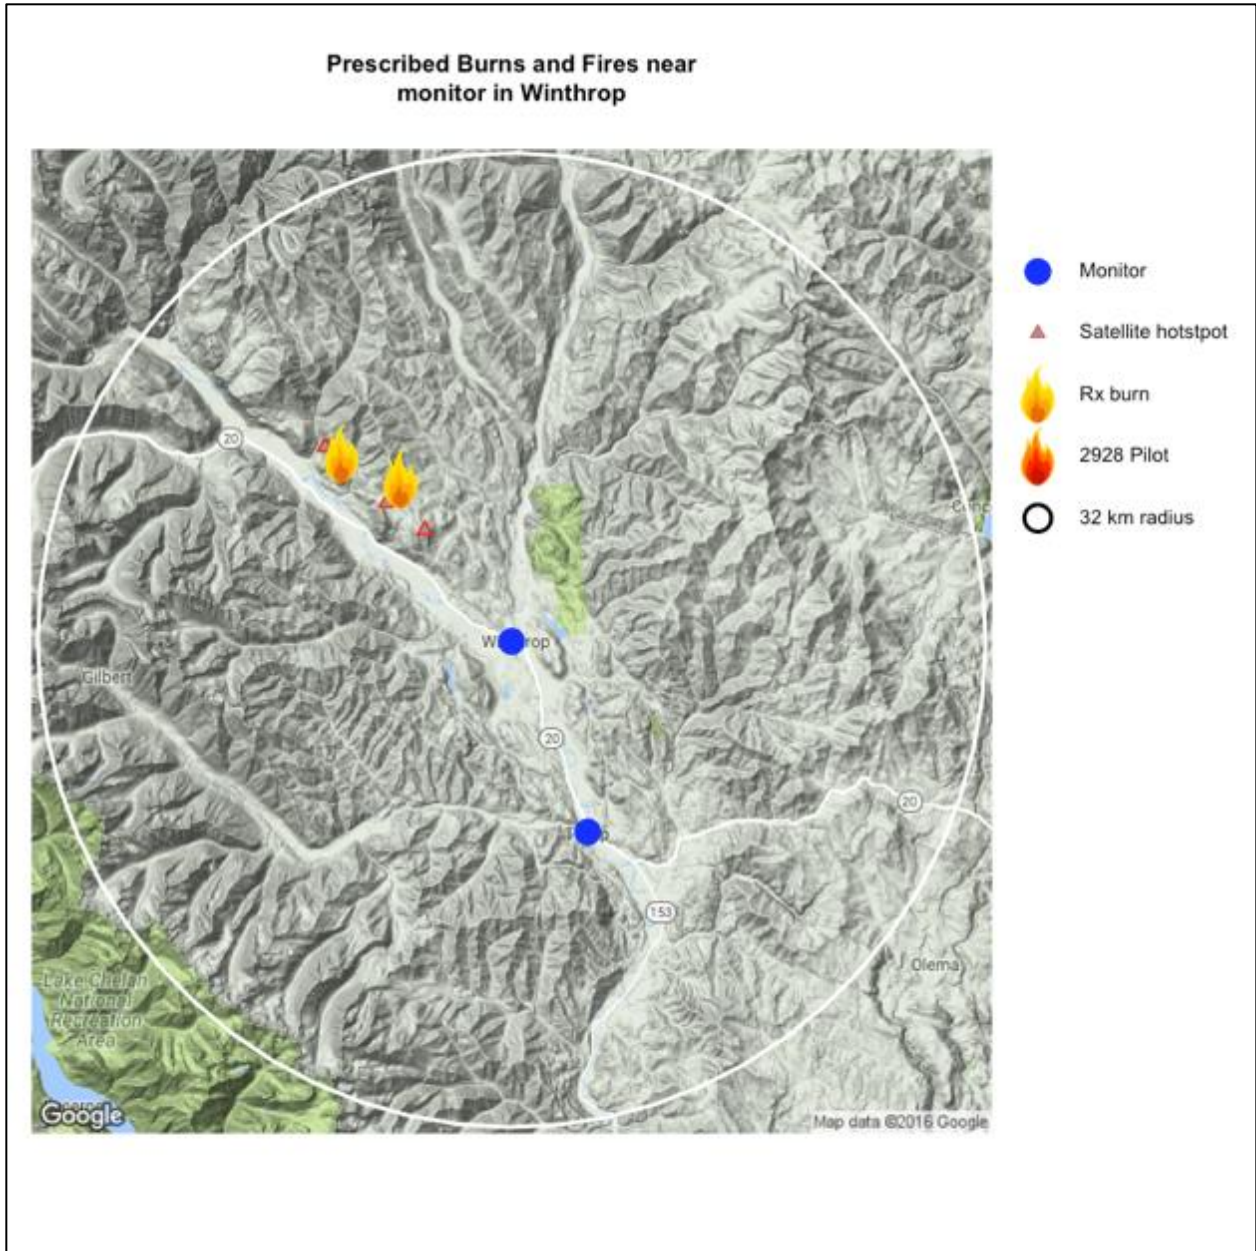 Prescribed Burns and Fires near
monitor in Winthrop
Monitor
Satellite hotstpot
Rx burn
2928 Pilot
32 km radius
20
Gilbert
20
20
153
Olema
Lake Chelan
National
Recreation
Area
Google
Map data ©2016 Google